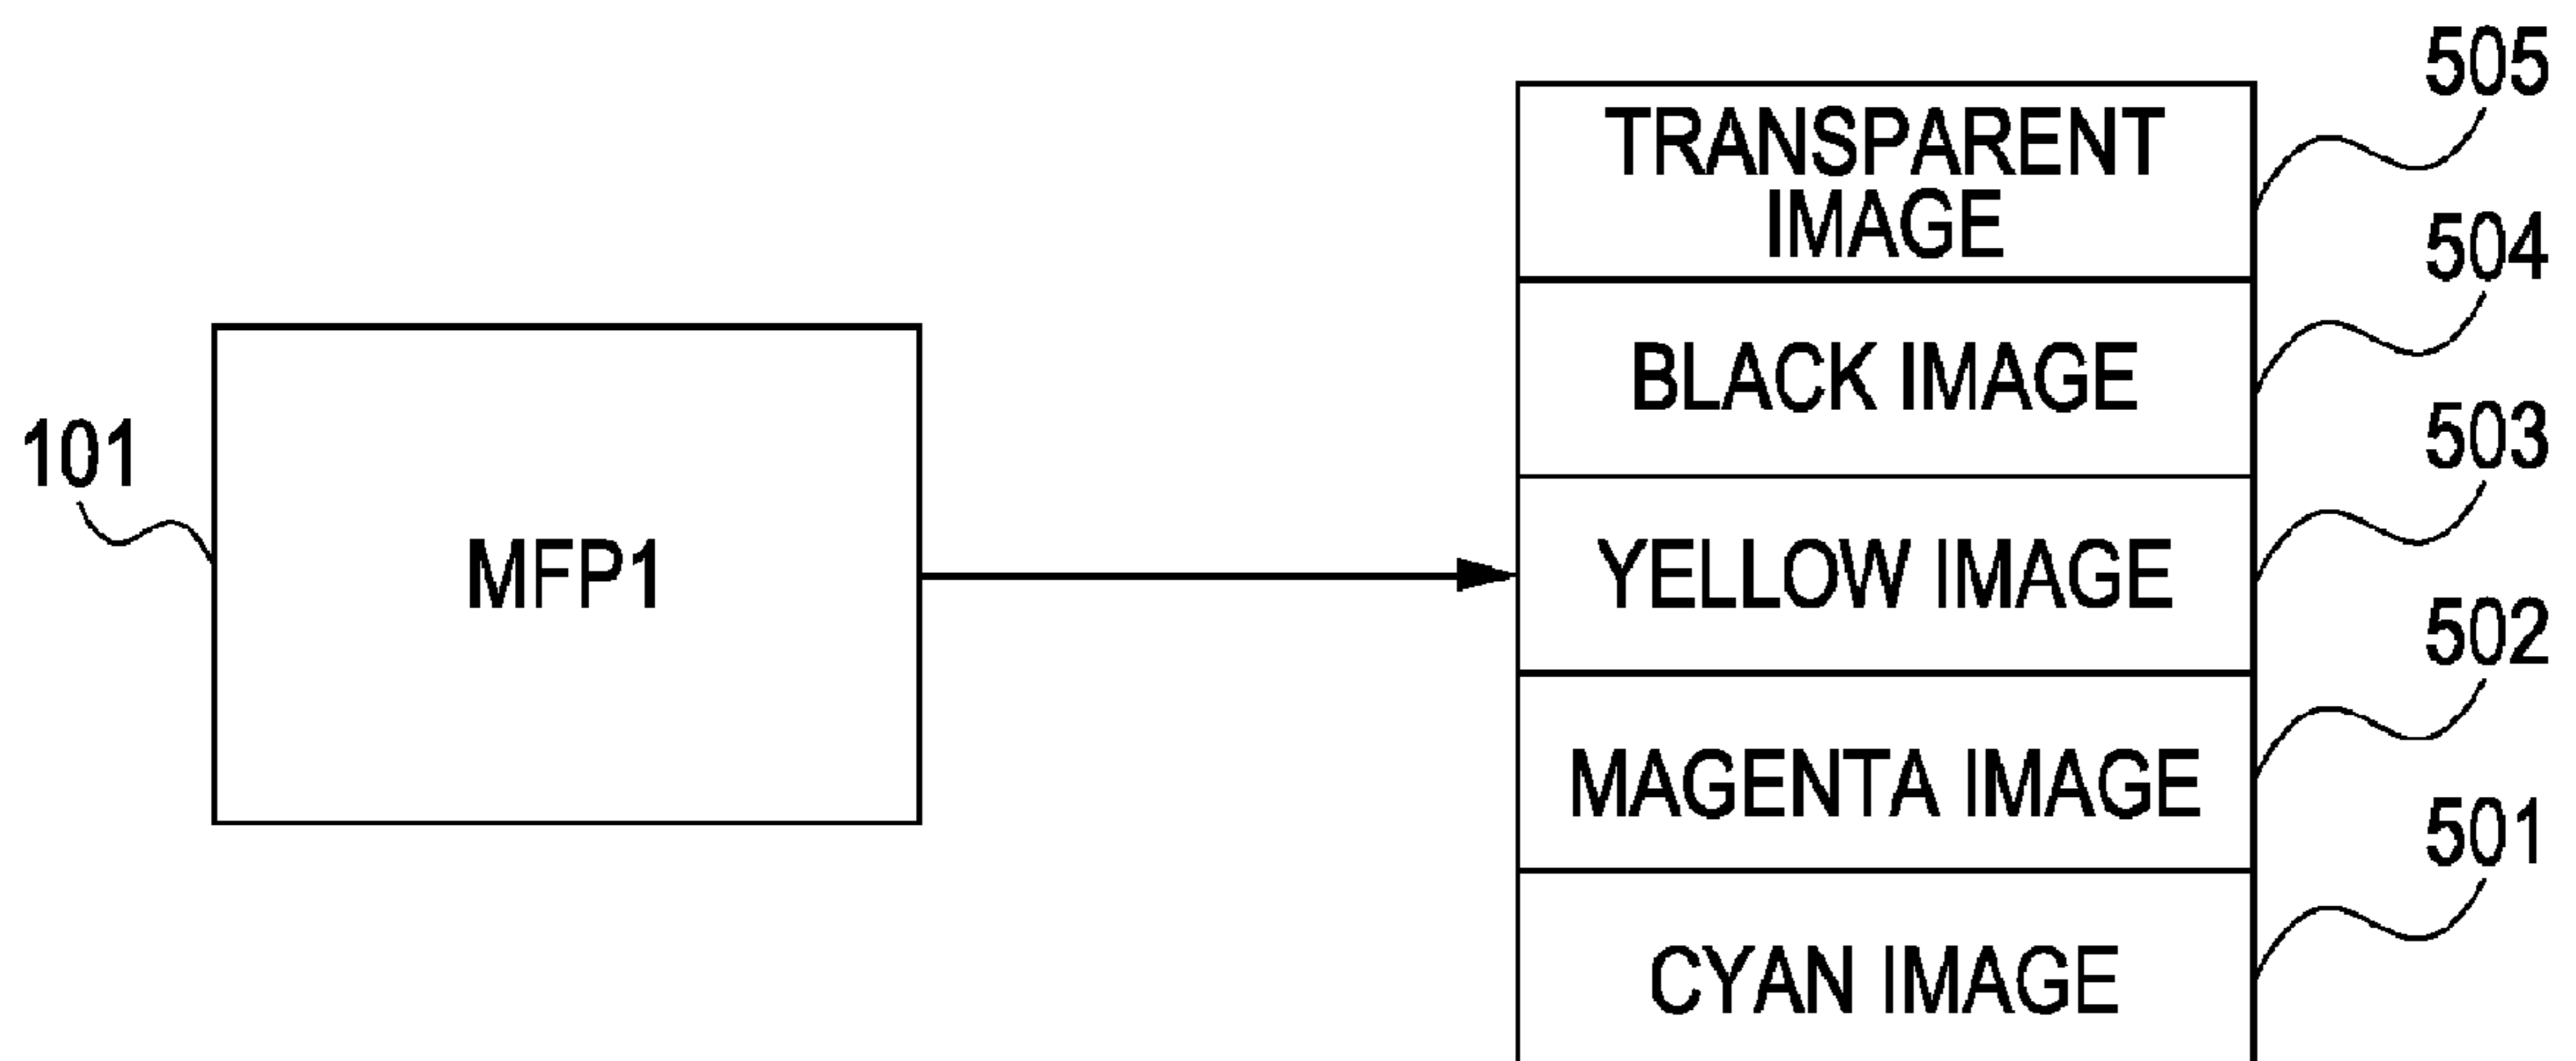 505
TRANSPARENT
IMAGE
504
BLACK IMAGE
503
101
MFP1
YELLOW IMAGE
502
MAGENTA IMAGE
501
CYAN IMAGE